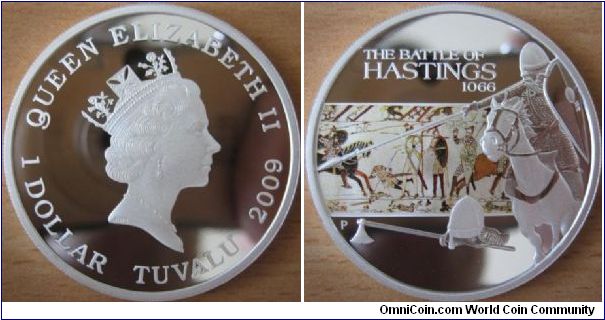 QUEEN ELIZABETH II
1 DOLLAR TUVALU 2009
THE BATTLE OF
HASTINGS
1066
P
OmniCoin.com World Coin Community